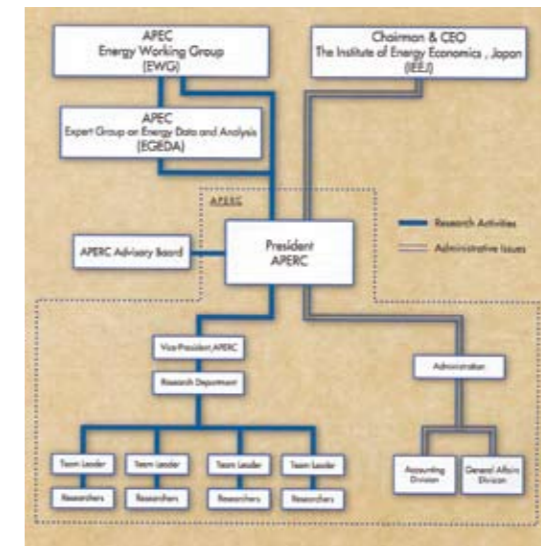 APEC
Energy Working Group
(EWG)
Chairman & CEO
The Institute of Energy Economics , Japan
(IEEJ)
APEC
Expert Group on Energy Data and Analysis
(EGEDA)
APERC
President
APERC
APERC Advisory Board
Research Activities
Administrative Issues
Vice-President,APERC
Research Department
Administration
Team Leader
Team Leader
Team Leader
Team Leader
Researchers
Researchers
Researchers
Researchers
Accounting
Division
General Affairs
Division